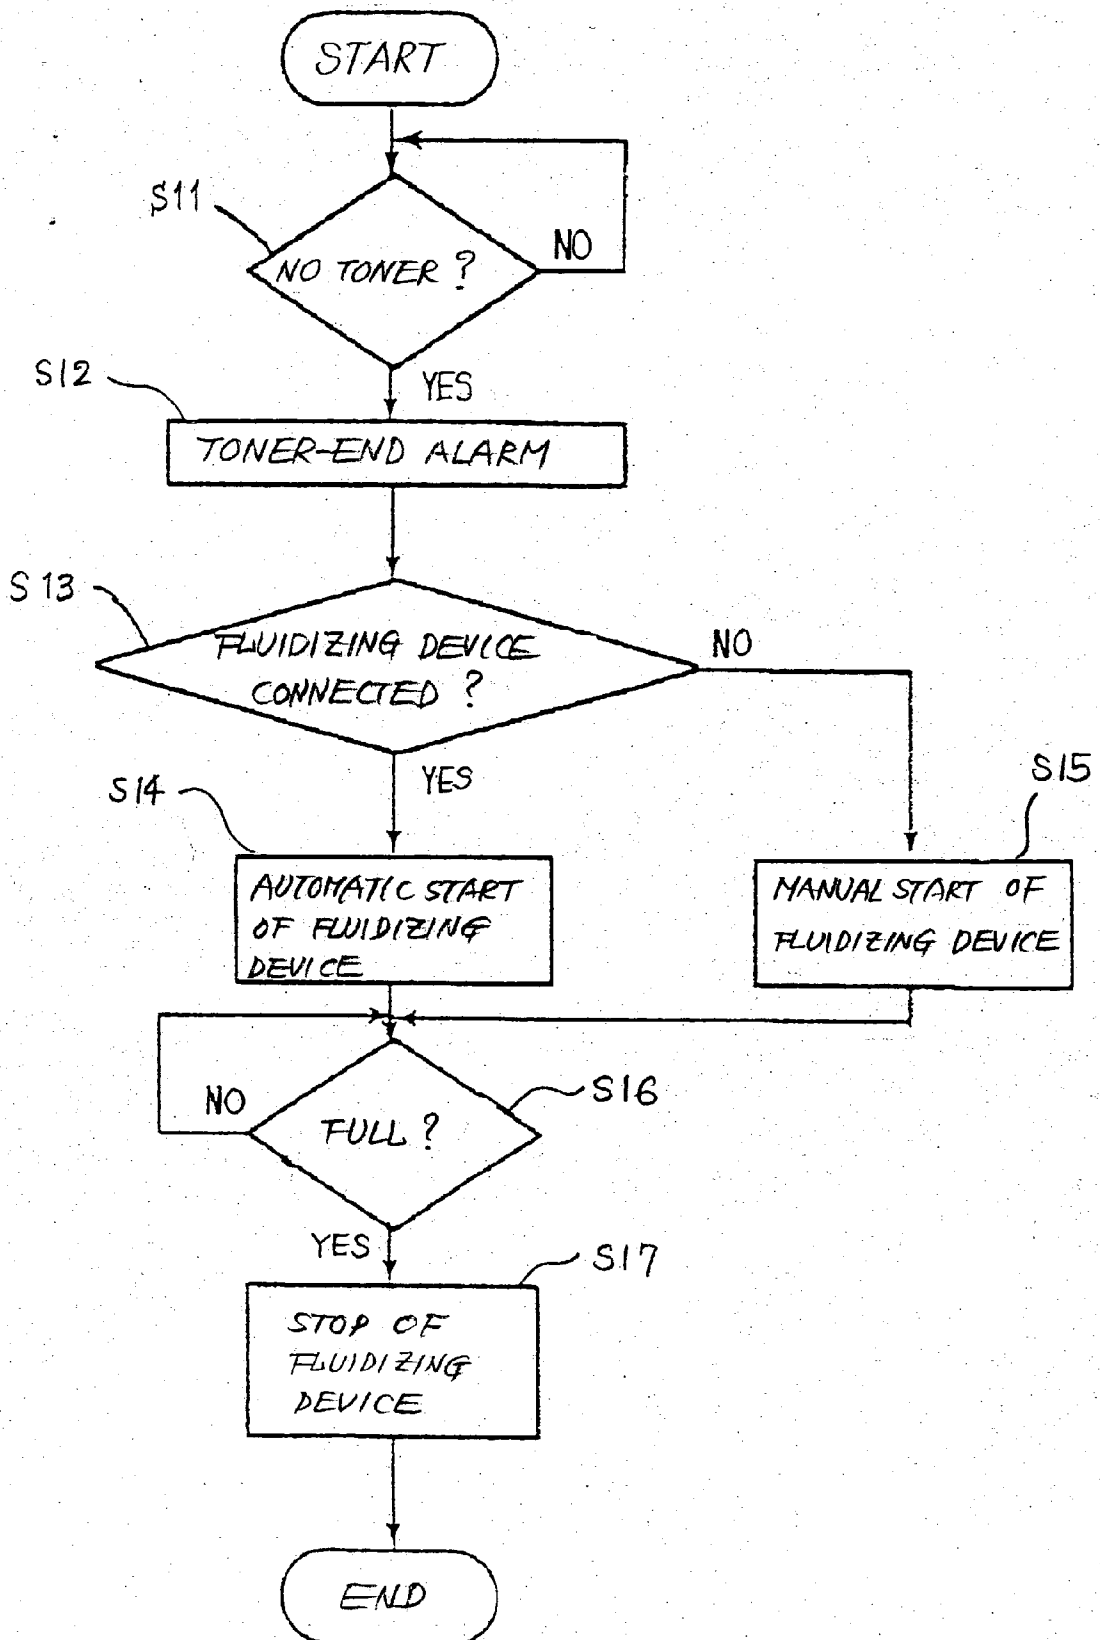 START
S11
NO TONER ?
NO
YES
S12
TONER-END ALARM
S13
FLUIDIZING DEVICE
CONNECTED ?
NO
YES
S14
S15
AUTOMATIC START
OF FLUIDIZING
DEVICE
MANUAL START OF
FLUIDIZING DEVICE
NO
S16
FULL ?
YES
S17
STOP OF
FLUIDIZING
DEVICE
END